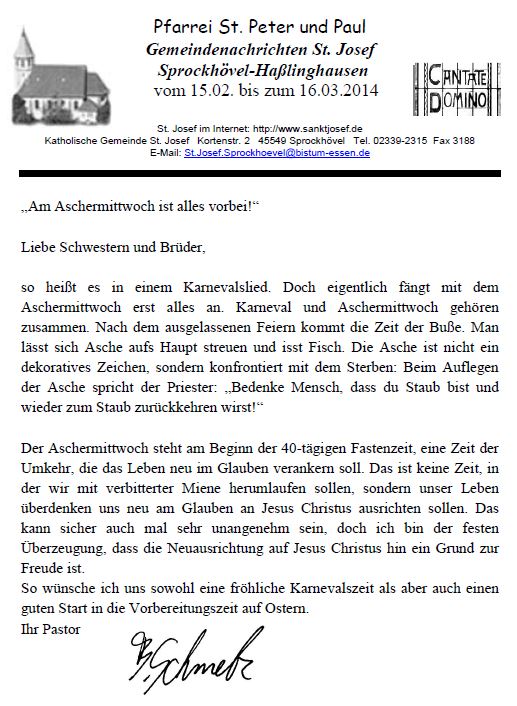 Pfarrei St. Peter und Paul
Gemeindenachrichten St. Josef
Sprockhövel-Haßlinghausen
vom 15.02. bis zum 16.03.2014
CANTATE
DOMINO
St. Josef im Internet: http://www.sanktjosef.de
Katholische Gemeinde St. Josef Kortenstr. 2 45549 Sprockhövel Tel. 02339-2315 Fax 3188
E-Mail: St.Josef.Sprockhoevel@bistum-essen.de
„Am Aschermittwoch ist alles vorbei!“
Liebe Schwestern und Brüder,
so heißt es in einem Karnevalslied. Doch eigentlich fängt mit dem
Aschermittwoch erst alles an. Karneval und Aschermittwoch gehören
zusammen. Nach dem ausgelassenen Feiern kommt die Zeit der Buße. Man
lässt sich Asche aufs Haupt streuen und isst Fisch. Die Asche ist nicht ein
dekoratives Zeichen, sondern konfrontiert mit dem Sterben: Beim Auflegen
der Asche spricht der Priester: „Bedenke Mensch, dass du Staub bist und
wieder zum Staub zurückkehren wirst!“
Der Aschermittwoch steht am Beginn der 40-tägigen Fastenzeit, eine Zeit der
Umkehr, die das Leben neu im Glauben verankern soll. Das ist keine Zeit, in
der wir mit verbitterter Miene herumlaufen sollen, sondern unser Leben
überdenken uns neu am Glauben an Jesus Christus ausrichten sollen. Das
kann sicher auch mal sehr unangenehm sein, doch ich bin der festen
Überzeugung, dass die Neuausrichtung auf Jesus Christus hin ein Grund zur
Freude ist.
So wünsche ich uns sowohl eine fröhliche Karnevalszeit als aber auch einen
guten Start in die Vorbereitungszeit auf Ostern.
Ihr Pastor